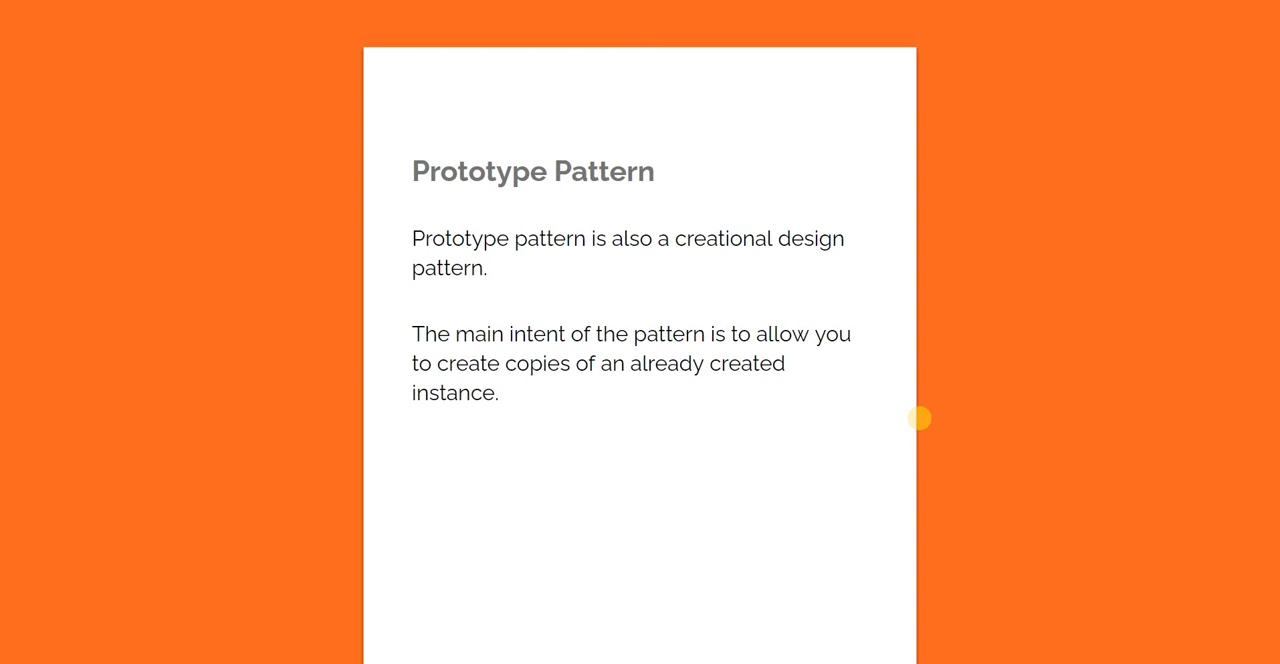 Prototype Pattern
Prototype pattern is also a creational design
pattern.
The main intent of the pattern is to allow you
to create copies of an already created
instance.